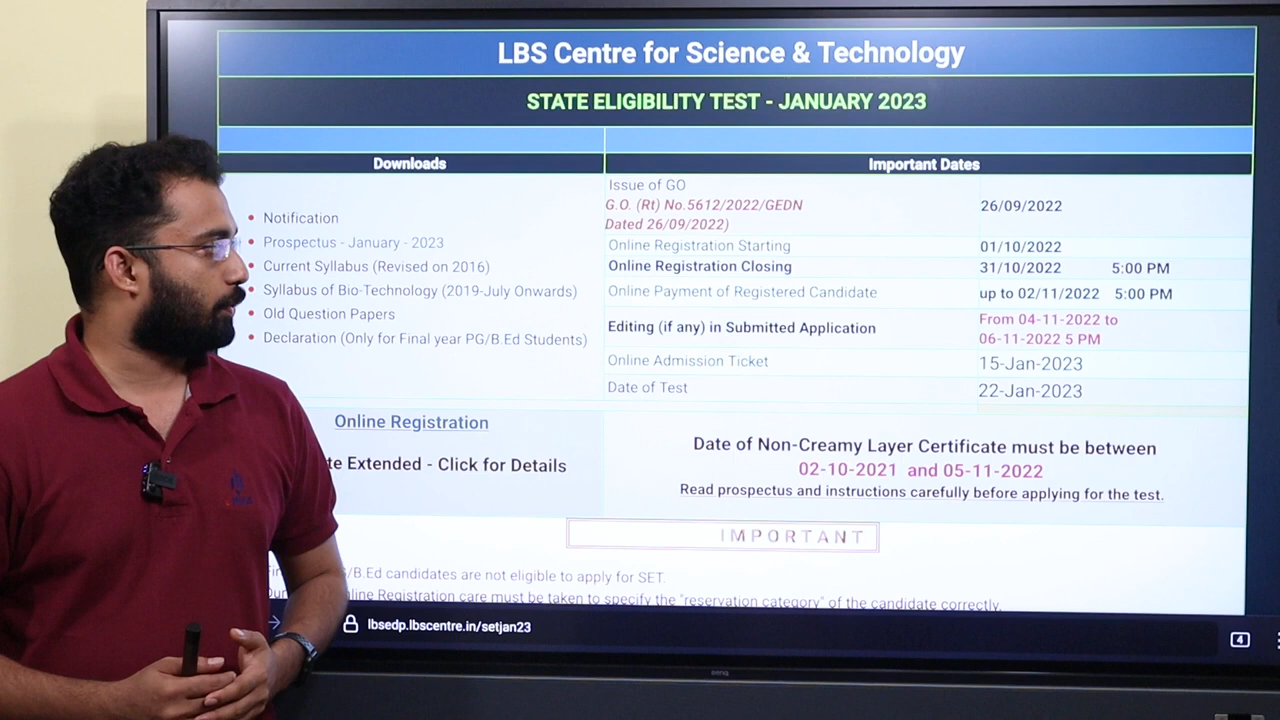 LBS Centre for Science & Technology
STATE ELIGIBILITY TEST - JANUARY 2023
Downloads
Important Dates
Notification
Prospectus - January - 2023
Current Syllabus (Revised on 2016)
Syllabus of Bio-Technology (2019-July Onwards)
Old Question Papers
Declaration (Only for Final year PG/B.Ed Students)
Issue of GO
G.O. (Rt) No.5612/2022/GEDN
Dated 26/09/2022)
26/09/2022
Online Registration Starting 01/10/2022
Online Registration Closing 31/10/2022 5:00 PM
Online Payment of Registered Candidate up to 02/11/2022 5:00 PM
Editing (if any) in Submitted Application
From 04-11-2022 to
06-11-2022 5 PM
Online Admission Ticket 15-Jan-2023
Date of Test 22-Jan-2023
Online Registration
te Extended - Click for Details
Date of Non-Creamy Layer Certificate must be between
02-10-2021 and 05-11-2022
Read prospectus and instructions carefully before applying for the test.
IMPORTANT
/B.Ed candidates are not eligible to apply for SET.
line Registration care must be taken to specify the "reservation category" of the candidate correctly.
lbsedp.lbscentre.in/setjan23
4
BenQ